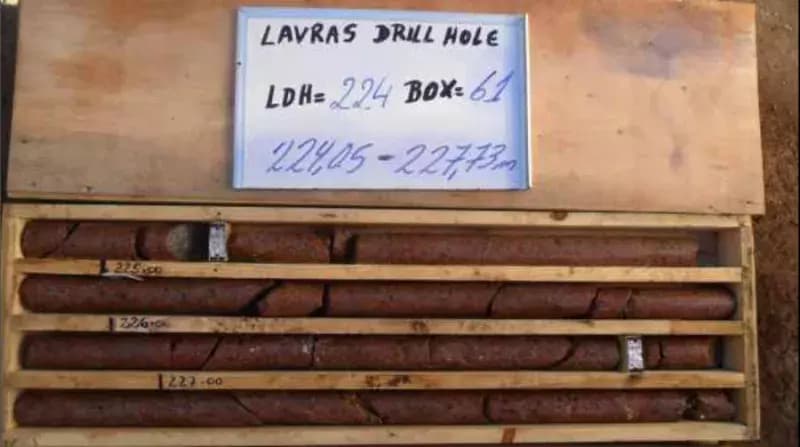 LAVRAS DRILL HOLE
LDH= 224 BOX= 61
224,05 - 227,73m
225.00
226.00
227.00